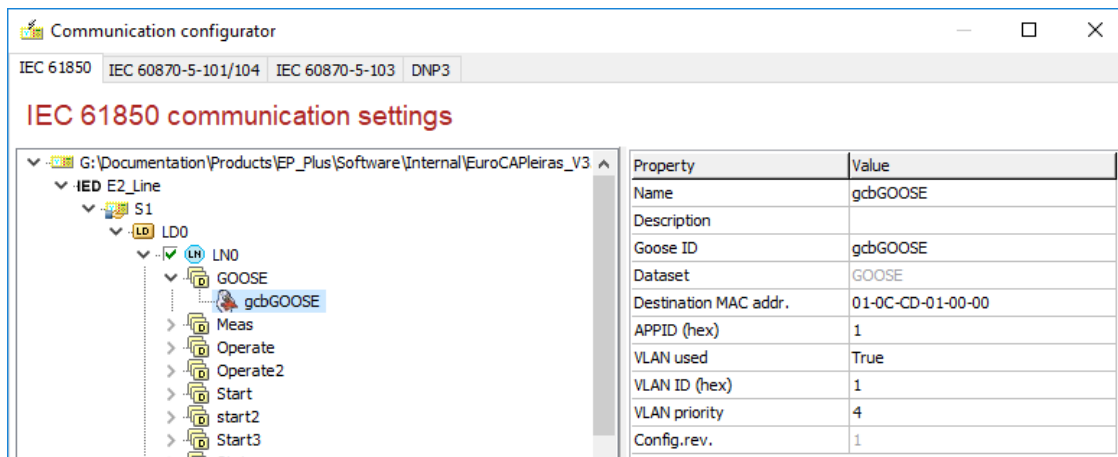 Communication configurator
IEC 61850 IEC 60870-5-101/104 IEC 60870-5-103 DNP3
IEC 61850 communication settings
G:\Documentation\Products\EP_Plus\Software\Internal\EuroCAPleiras_V3.
IED E2_Line
S1
LD LD0
LN LN0
D GOOSE
gcbGOOSE
D Meas
D Operate
D Operate2
D Start
D start2
D Start3
Property Value
Name gcbGOOSE
Description
Goose ID gcbGOOSE
Dataset GOOSE
Destination MAC addr. 01-0C-CD-01-00-00
APPID (hex) 1
VLAN used True
VLAN ID (hex) 1
VLAN priority 4
Config.rev. 1